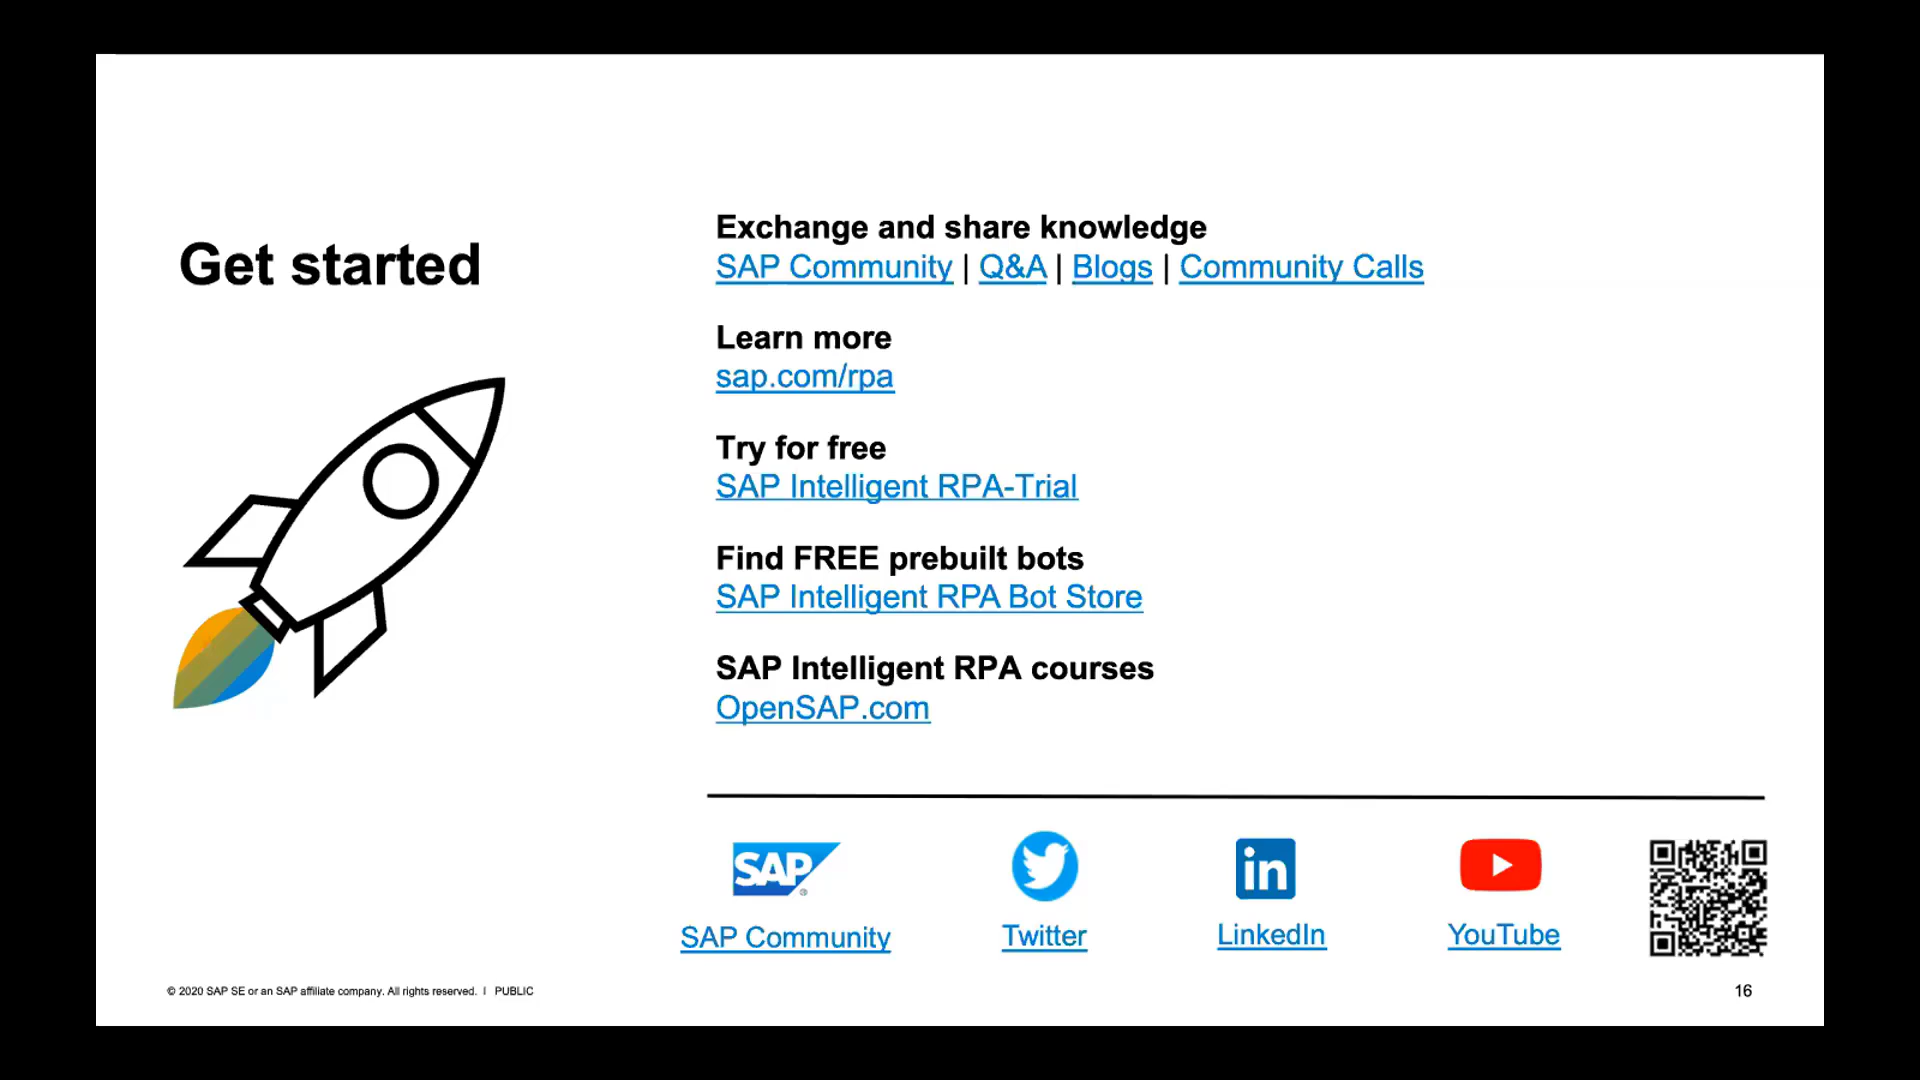 Get started
Exchange and share knowledge
SAP Community | Q&A | Blogs | Community Calls
Learn more
sap.com/rpa
Try for free
SAP Intelligent RPA-Trial
Find FREE prebuilt bots
SAP Intelligent RPA Bot Store
SAP Intelligent RPA courses
OpenSAP.com
SAP®
in
SAP Community
Twitter
LinkedIn
YouTube
© 2020 SAP SE or an SAP affiliate company. All rights reserved. I PUBLIC
16